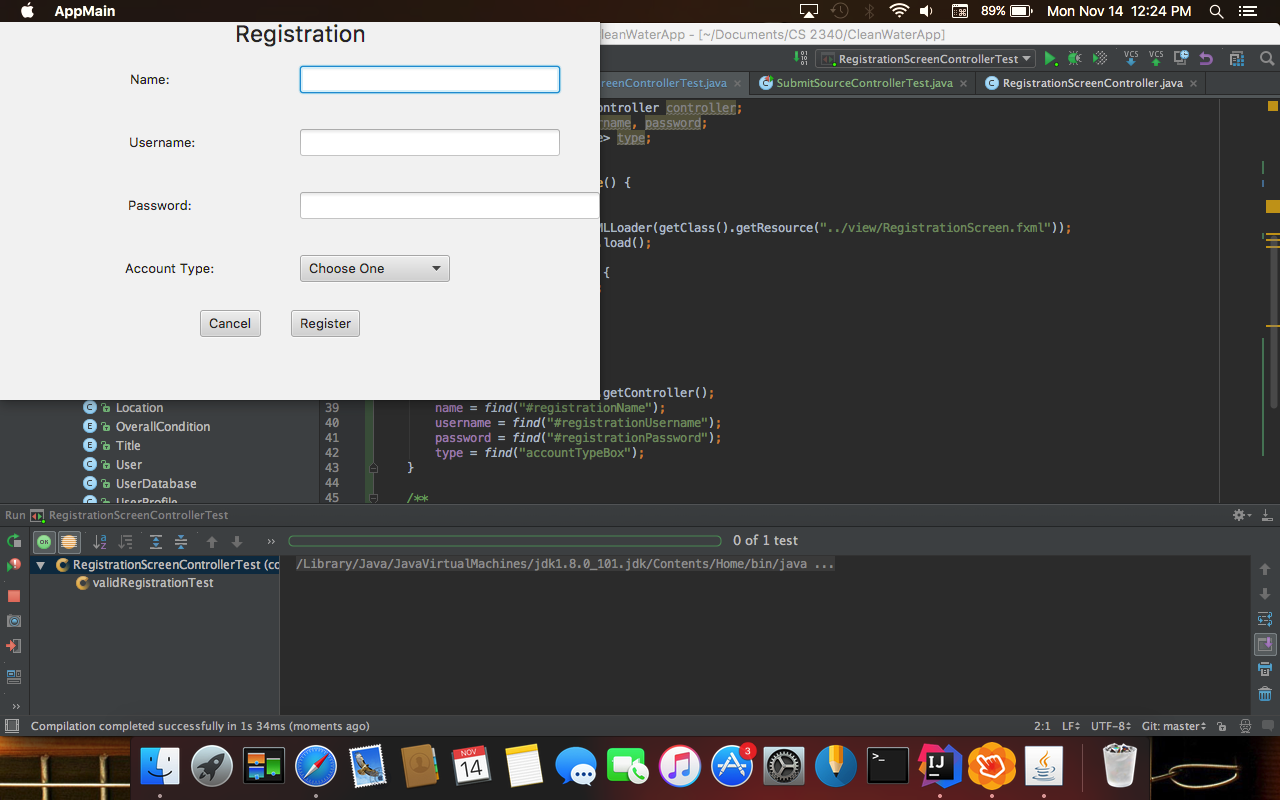 AppMain
89%
Mon Nov 14 12:24 PM
Registration
Name:
Username:
Password:
Account Type:
Choose One
Cancel
Register
leanWaterApp - [~/Documents/CS 2340/CleanWaterApp]
RegistrationScreenControllerTest
VCS
VCS
reenControllerTest.java
SubmitSourceControllerTest.java
RegistrationScreenController.java
ontroller controller;
rname, password;
e> type;
e() {
MLLoader(getClass().getResource("../view/RegistrationScreen.fxml"));
.load();
{
;
.getController();
Location
OverallCondition
Title
User
UserDatabase
UserProfile
39 name = find("#registrationName");
40 username = find("#registrationUsername");
41 password = find("#registrationPassword");
42 type = find("accountTypeBox");
43 }
44
45 /**
Run RegistrationScreenControllerTest
0 of 1 test
RegistrationScreenControllerTest (co
validRegistrationTest
/Library/Java/JavaVirtualMachines/jdk1.8.0_101.jdk/Contents/Home/bin/java ...
Compilation completed successfully in 1s 34ms (moments ago)
2:1 LF UTF-8 Git: master
NOV
14
3
IJ